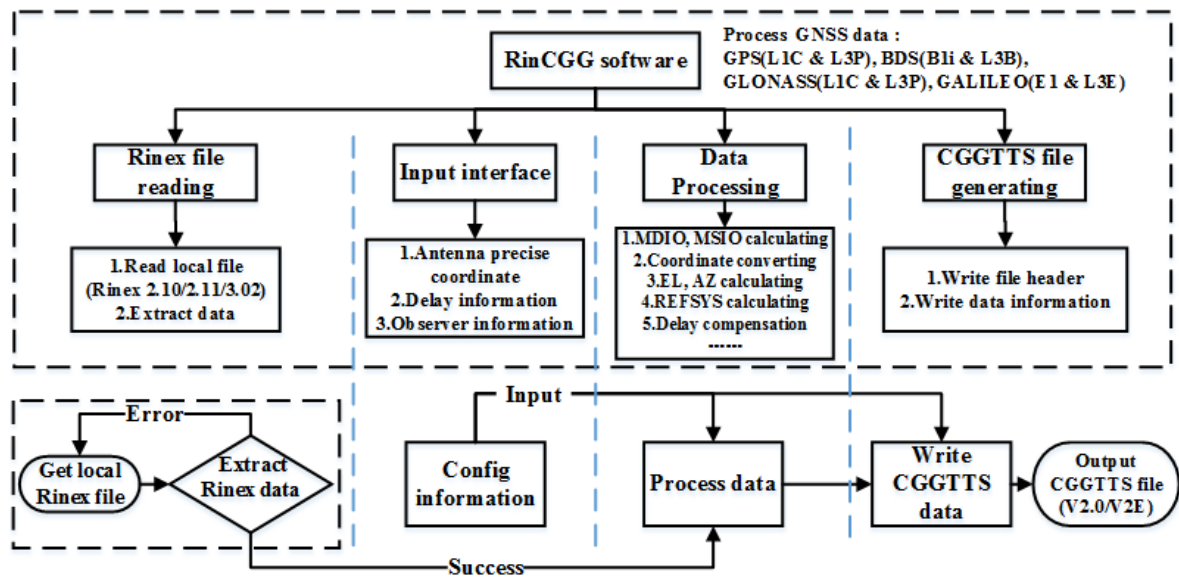 RinCGG software
Process GNSS data :
GPS(L1C & L3P), BDS(B1i & L3B),
GLONASS(L1C & L3P), GALILEO(E1 & L3E)
Rinex file
reading
Input interface
Data
Processing
CGGTTS file
generating
1.Read local file
(Rinex 2.10/2.11/3.02)
2.Extract data
1.Antenna precise
coordinate
2.Delay information
3.Observer information
1.MDIO, MSIO calculating
2.Coordinate converting
3.EL, AZ calculating
4.REFSYS calculating
5.Delay compensation
------
1.Write file header
2.Write data information
Error
Get local
Rinex file
Extract
Rinex data
Input
Config
information
Process data
Write
CGGTTS
data
Output
CGGTTS file
(V2.0/V2E)
Success